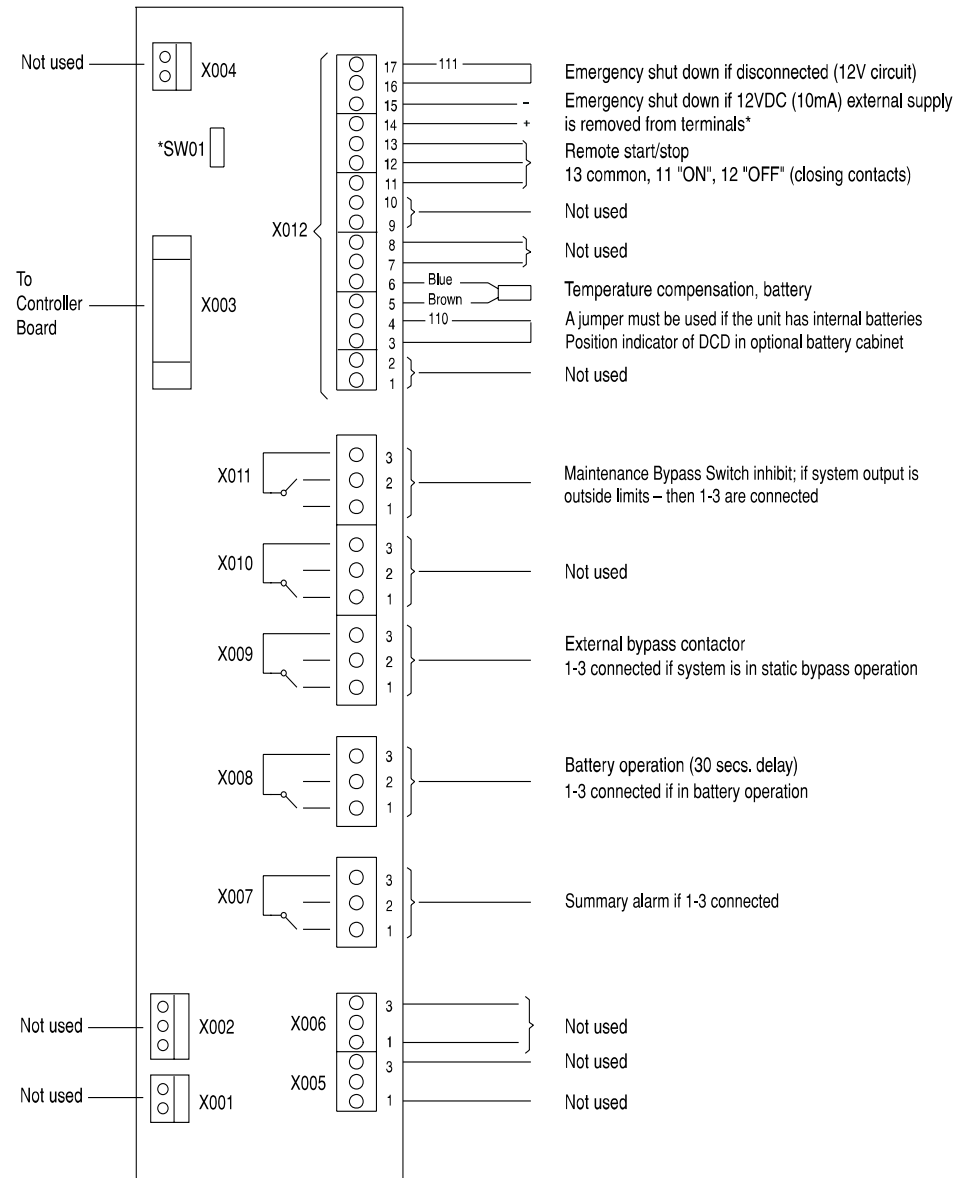 Not used
X004
*SW01
To
Controller
Board
X003
X012
17
16
15
14
13
12
11
10
9
8
7
6
5
4
3
2
1
111
–
+
Blue
Brown
110
Emergency shut down if disconnected (12V circuit)
Emergency shut down if 12VDC (10mA) external supply
is removed from terminals*
Remote start/stop
13 common, 11 "ON", 12 "OFF" (closing contacts)
Not used
Not used
Temperature compensation, battery
A jumper must be used if the unit has internal batteries
Position indicator of DCD in optional battery cabinet
Not used
X011
3
2
1
Maintenance Bypass Switch inhibit; if system output is
outside limits – then 1-3 are connected
X010
3
2
1
Not used
X009
3
2
1
External bypass contactor
1-3 connected if system is in static bypass operation
X008
3
2
1
Battery operation (30 secs. delay)
1-3 connected if in battery operation
X007
3
2
1
Summary alarm if 1-3 connected
Not used
X002
X006
3
1
Not used
Not used
X001
X005
3
1
Not used
Not used